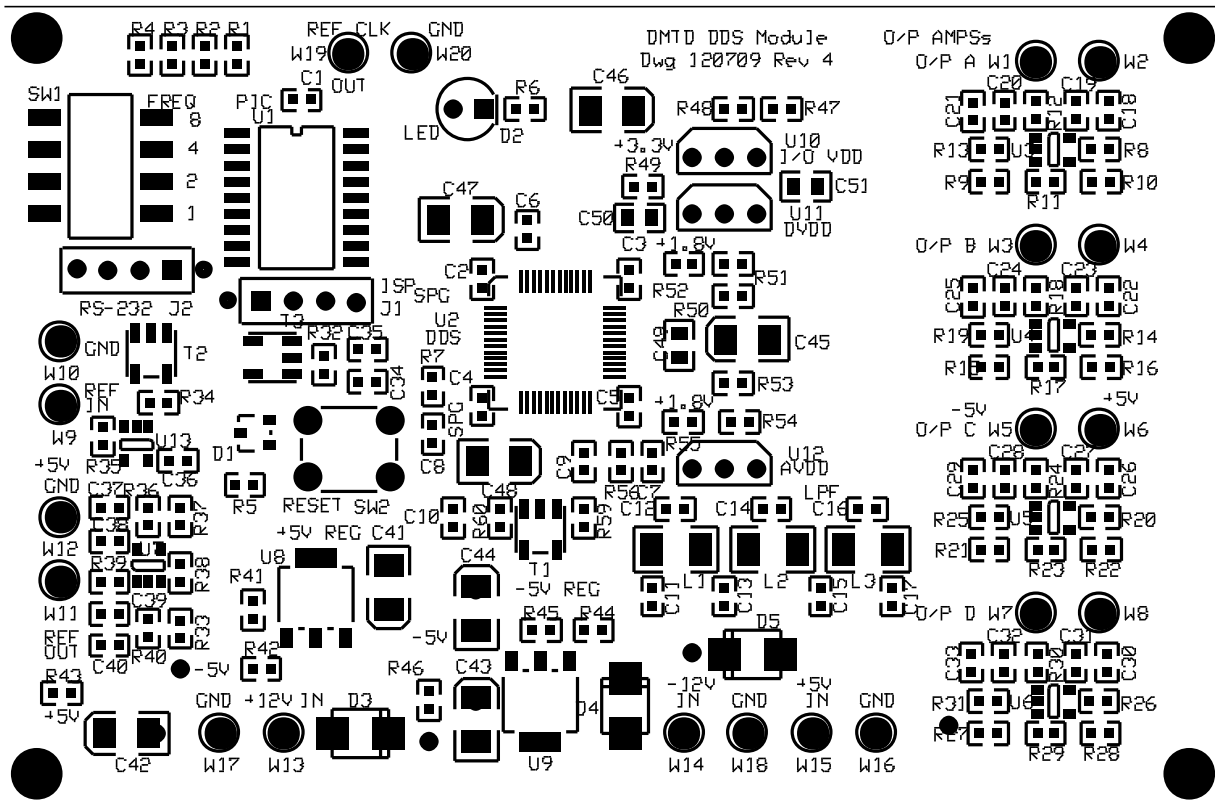 R4 R3 R2 R1
REF CLK
GND
W19
W20
OUT
DMTD DDS Module
Dwg 120709 Rev 4
O/P AMPSs
O/P A W1
W2
C20
C19
C21
R12
C18
R13
U3
R8
R9
R11
R10
SW1
FREQ
8
4
2
1
PIC
U1
C1
LED
D2
R6
C46
R48
R47
+3.3V
R49
U10
I/O VDD
C47
C6
C50
C51
U11
DVDD
C3
+1.8V
C2
R52
R51
O/P B W3
W4
C24
C23
C25
R18
C22
R19
U4
R14
R17
R16
RS-232 J2
ISP
J1
SPG
U2
DDS
R50
C49
C45
GND
W10
T2
T3
R32
C35
C34
R7
C4
C5
R53
+1.8V
R54
REF
IN
W9
R34
+5V
R35
U13
C36
D1
R5
RESET SW2
SPG
C8
C48
C9
R55
R56
C7
U12
AVDD
-5V
+5V
O/P C W5
W6
C28
C27
C29
R24
C26
R25
U5
R20
R21
R23
R22
GND
W12
C37
R36
R37
C38
R39
R38
+5V REG
U8
C41
C10
R60
R59
T1
C12
C14
LPF
C16
L1
L2
L3
C11
C13
C15
C17
W11
REF
OUT
C39
R33
C40
R40
-5V
R41
R42
C44
-5V
-5V REG
R45
R44
D5
O/P D W7
W8
C32
C31
C33
R30
C30
R31
U6
R26
R27
R29
R28
R43
+5V
C42
GND
+12V IN
W17
W13
D3
R46
C43
U9
D4
-12V
GND
+5V
IN
GND
W14
W18
W15
W16